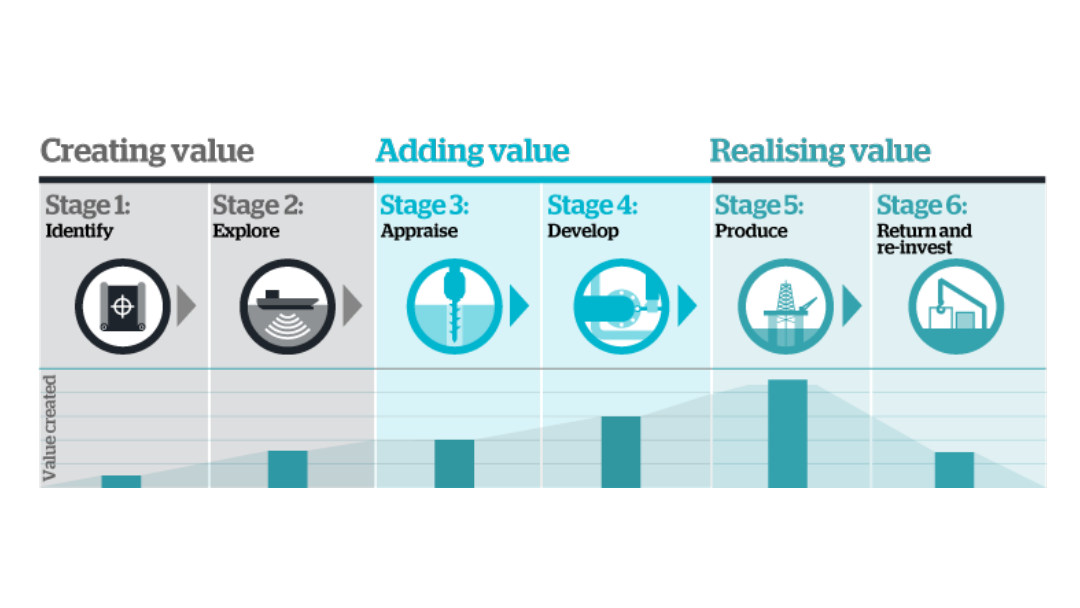 Creating value
Adding value
Realising value
Stage 1:
Identify
Stage 2:
Explore
Stage 3:
Appraise
Stage 4:
Develop
Stage 5:
Produce
Stage 6:
Return and
re-invest
Value created